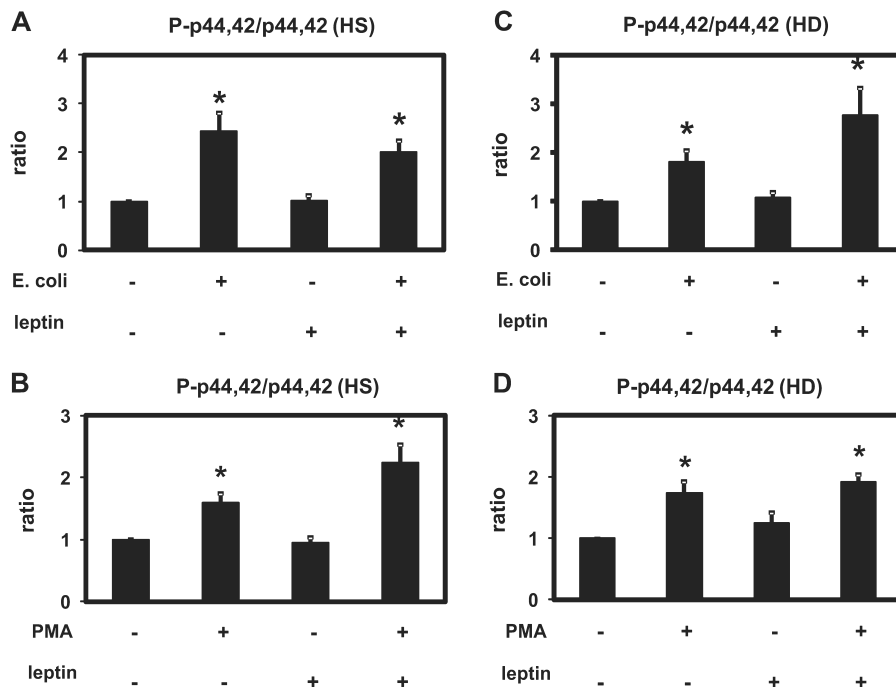 A
P-p44,42/p44,42 (HS)
4
3
2
1
0
ratio
*
*
E. coli - + - +
leptin - - + +
C
P-p44,42/p44,42 (HD)
4
3
2
1
0
ratio
*
*
E. coli - + - +
leptin - - + +
B
P-p44,42/p44,42 (HS)
3
2
1
0
ratio
*
*
PMA - + - +
leptin - - + +
D
P-p44,42/p44,42 (HD)
3
2
1
0
ratio
*
*
PMA - + - +
leptin - - + +